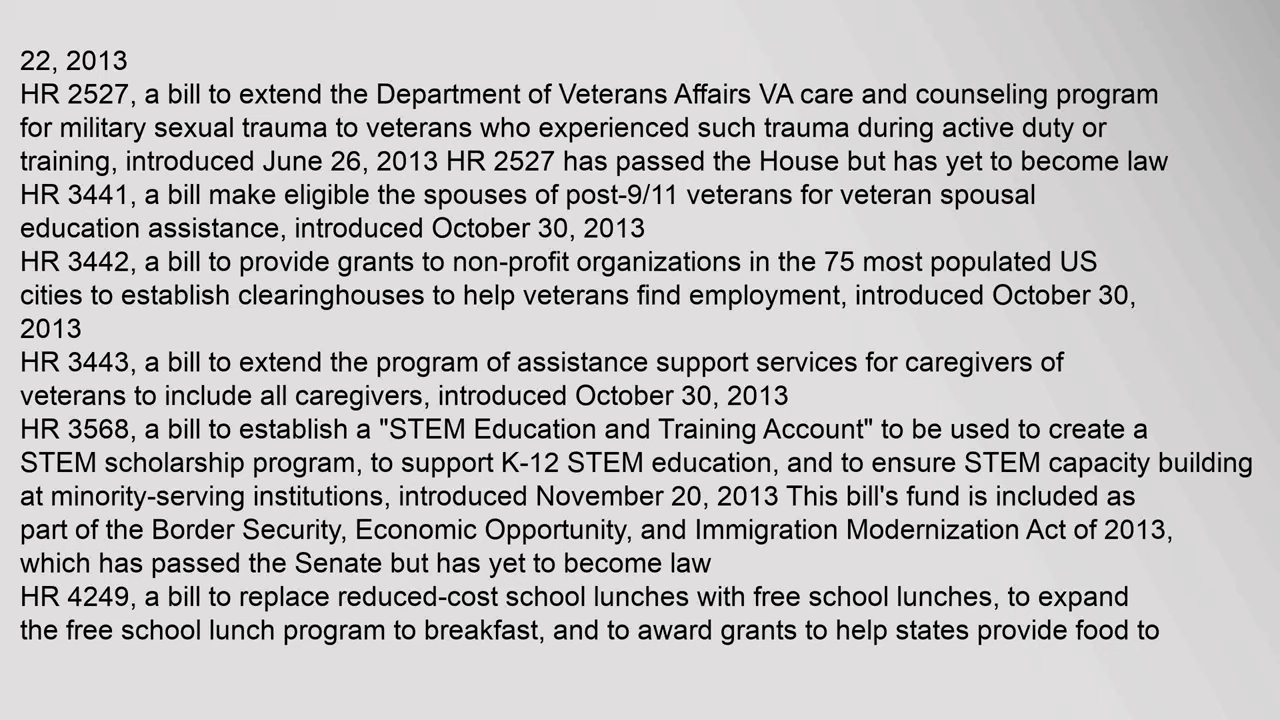 22, 2013
HR 2527, a bill to extend the Department of Veterans Affairs VA care and counseling program
for military sexual trauma to veterans who experienced such trauma during active duty or
training, introduced June 26, 2013 HR 2527 has passed the House but has yet to become law
HR 3441, a bill make eligible the spouses of post-9/11 veterans for veteran spousal
education assistance, introduced October 30, 2013
HR 3442, a bill to provide grants to non-profit organizations in the 75 most populated US
cities to establish clearinghouses to help veterans find employment, introduced October 30,
2013
HR 3443, a bill to extend the program of assistance support services for caregivers of
veterans to include all caregivers, introduced October 30, 2013
HR 3568, a bill to establish a "STEM Education and Training Account" to be used to create a
STEM scholarship program, to support K-12 STEM education, and to ensure STEM capacity building
at minority-serving institutions, introduced November 20, 2013 This bill's fund is included as
part of the Border Security, Economic Opportunity, and Immigration Modernization Act of 2013,
which has passed the Senate but has yet to become law
HR 4249, a bill to replace reduced-cost school lunches with free school lunches, to expand
the free school lunch program to breakfast, and to award grants to help states provide food to